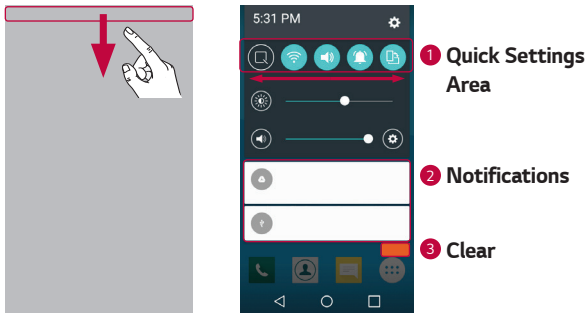 5:31 PM
1 Quick Settings
Area
2 Notifications
3 Clear